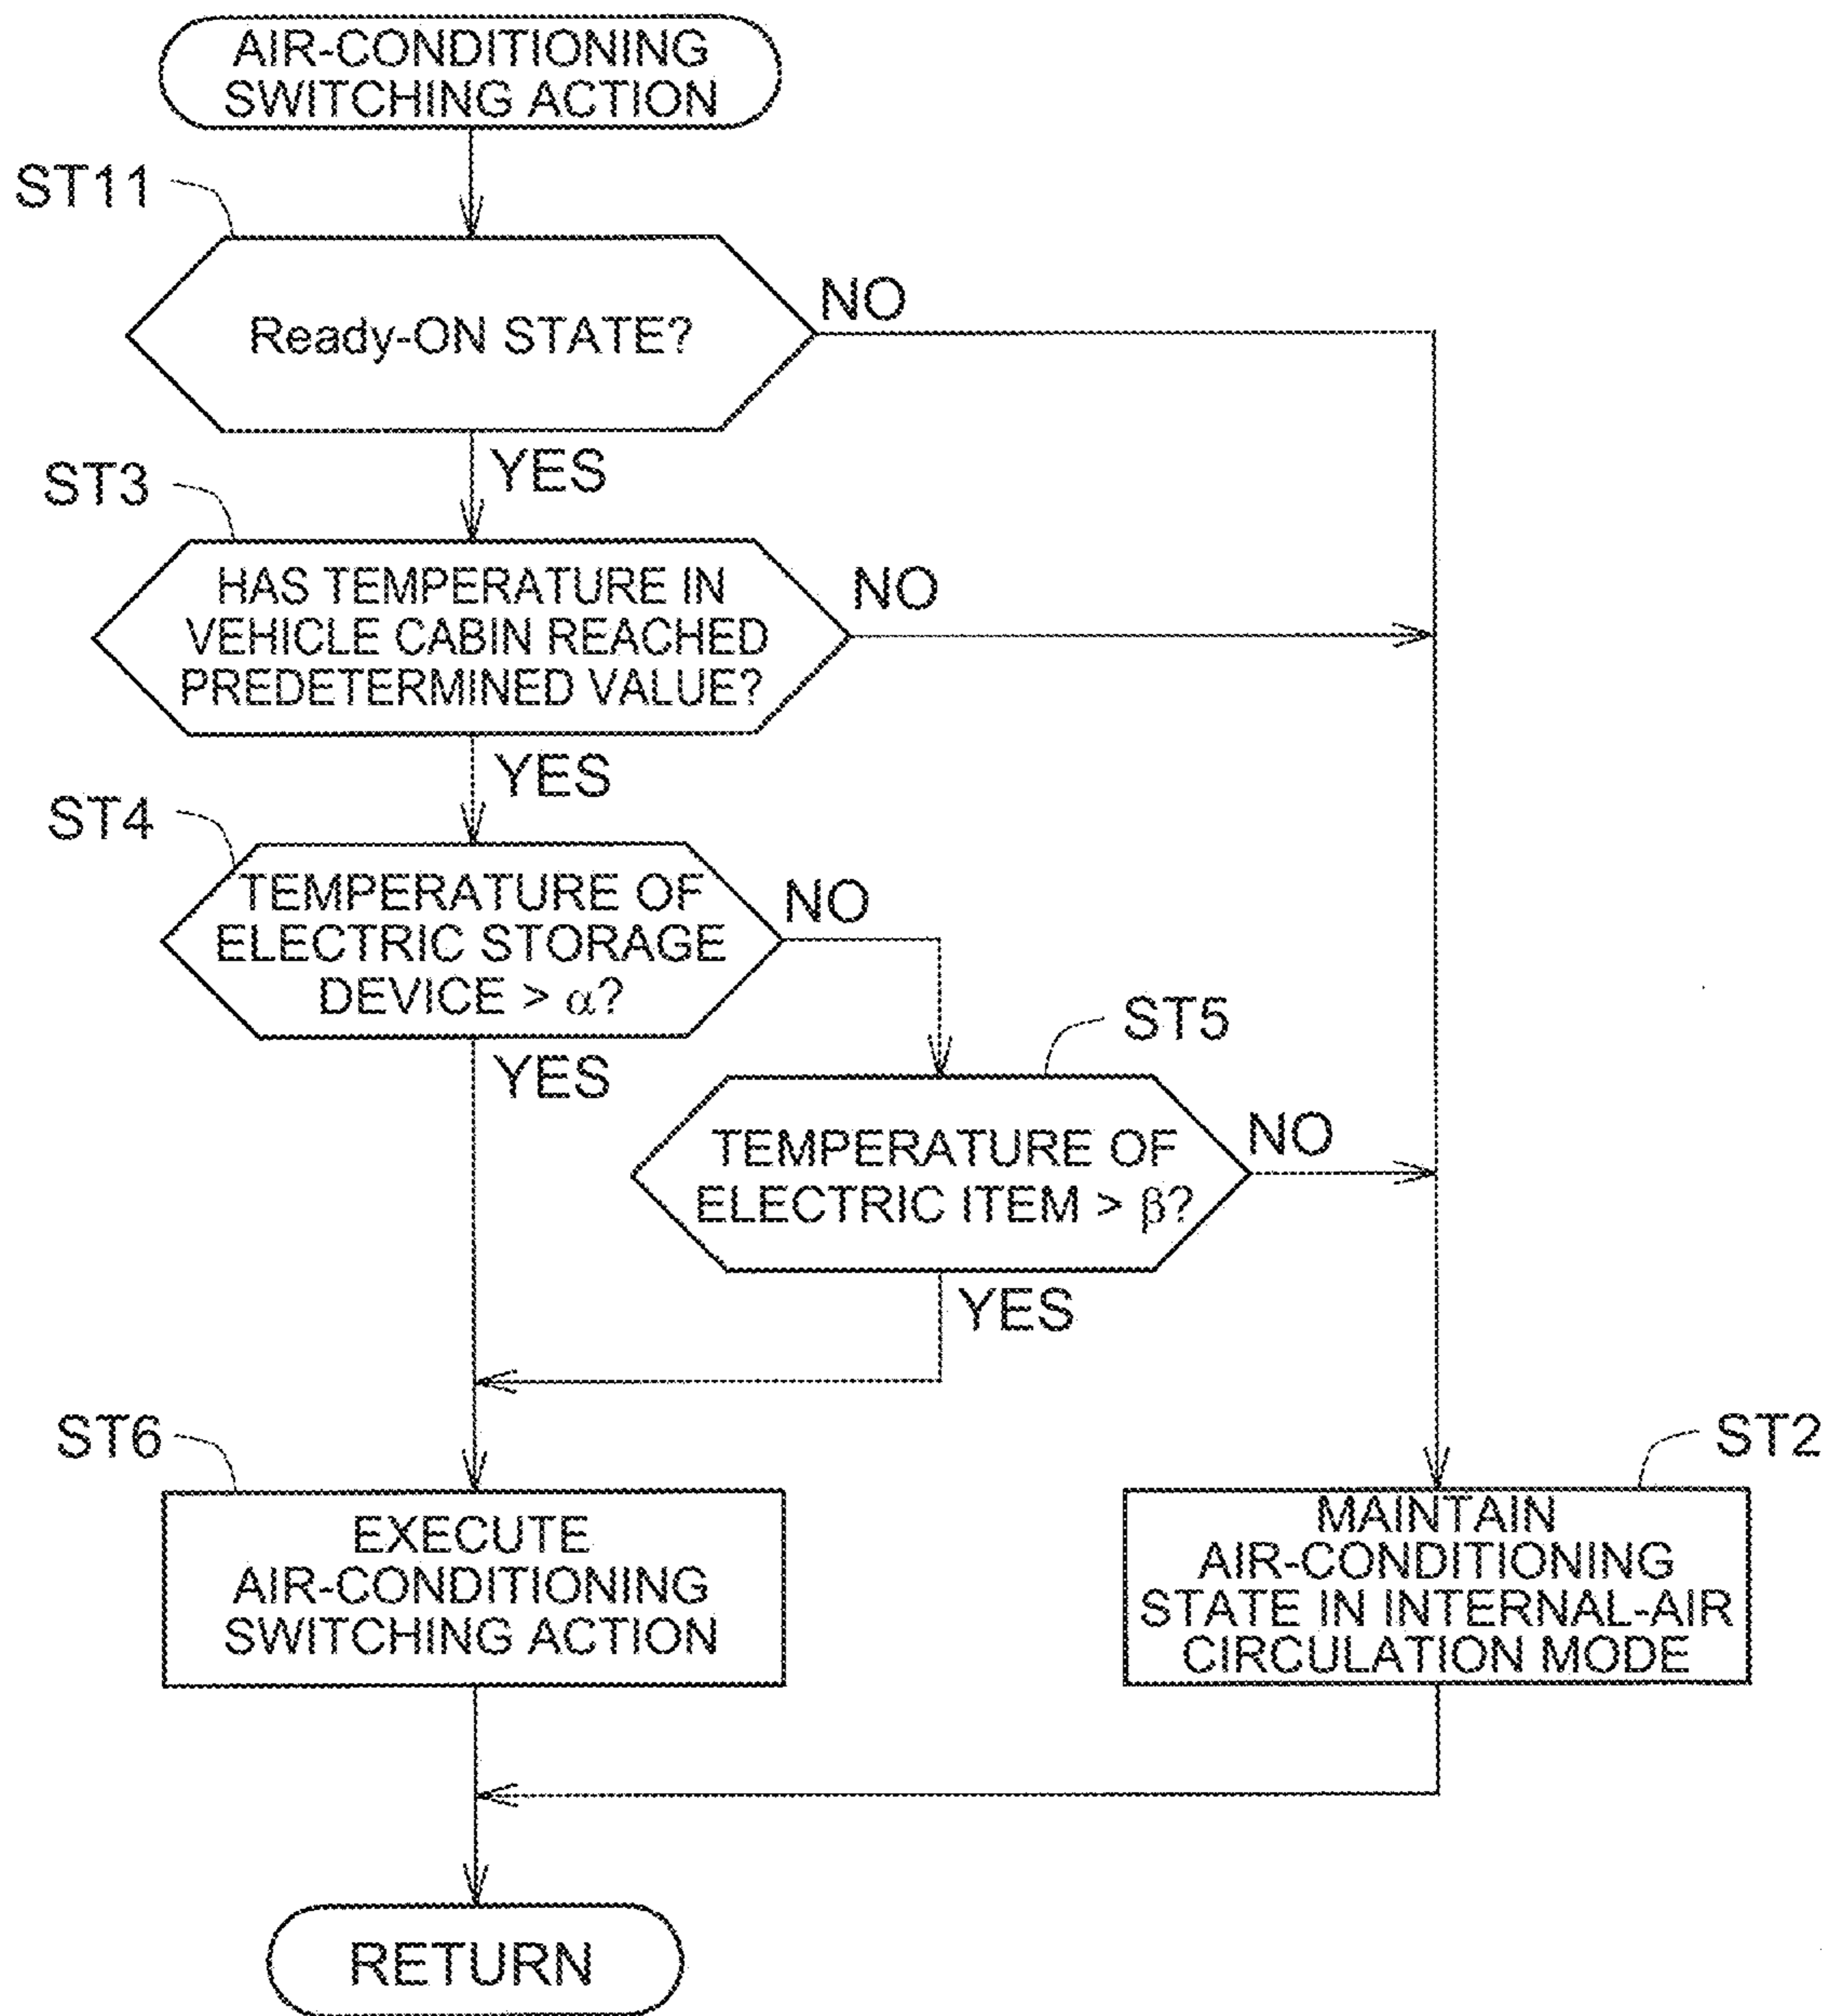 AIR-CONDITIONING
SWITCHING ACTION
ST11
Ready-ON STATE?
NO
YES
ST3
HAS TEMPERATURE IN
VEHICLE CABIN REACHED
PREDETERMINED VALUE?
NO
YES
ST4
TEMPERATURE OF
ELECTRIC STORAGE
DEVICE > α?
NO
YES
ST5
TEMPERATURE OF
ELECTRIC ITEM > β?
NO
YES
ST6
EXECUTE
AIR-CONDITIONING
SWITCHING ACTION
ST2
MAINTAIN
AIR-CONDITIONING
STATE IN INTERNAL-AIR
CIRCULATION MODE
RETURN